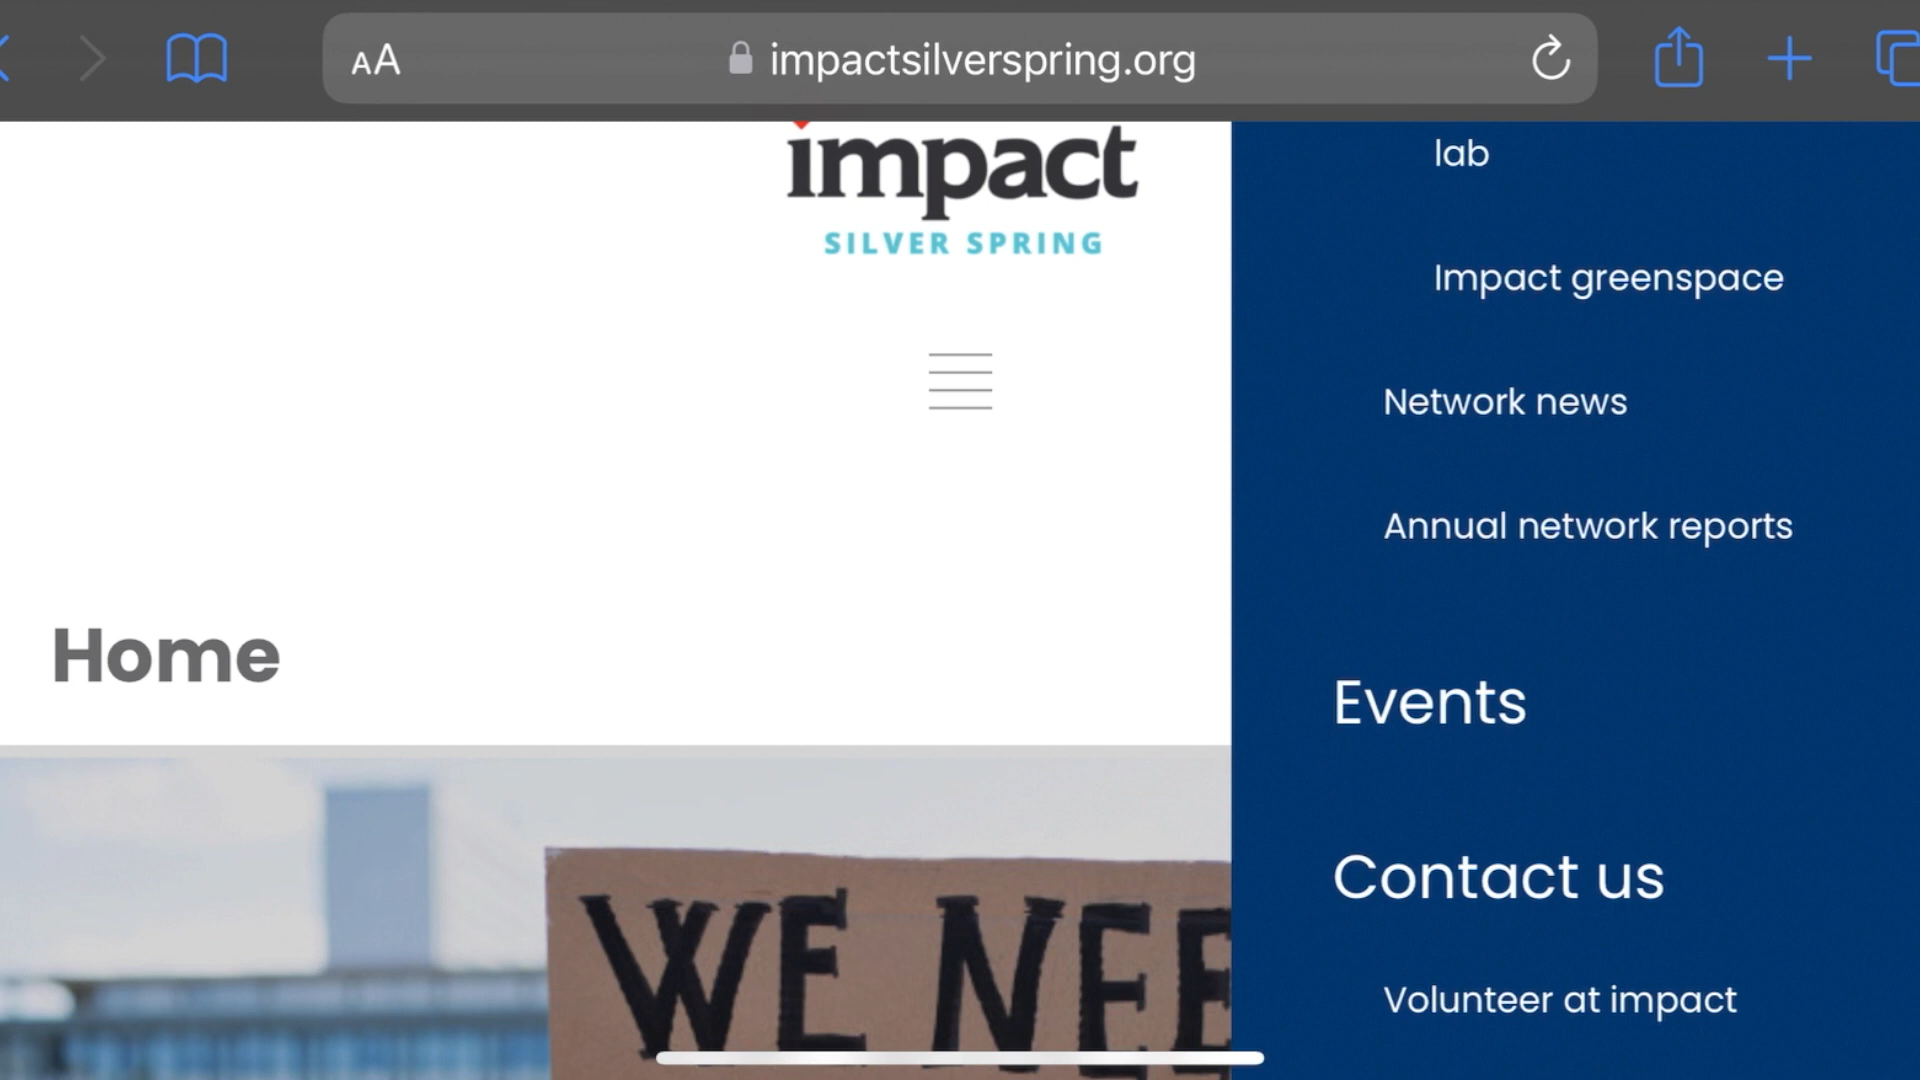 AA
impactsilverspring.org
impact
SILVER SPRING
Home
WE NEE
lab
Impact greenspace
Network news
Annual network reports
Events
Contact us
Volunteer at impact